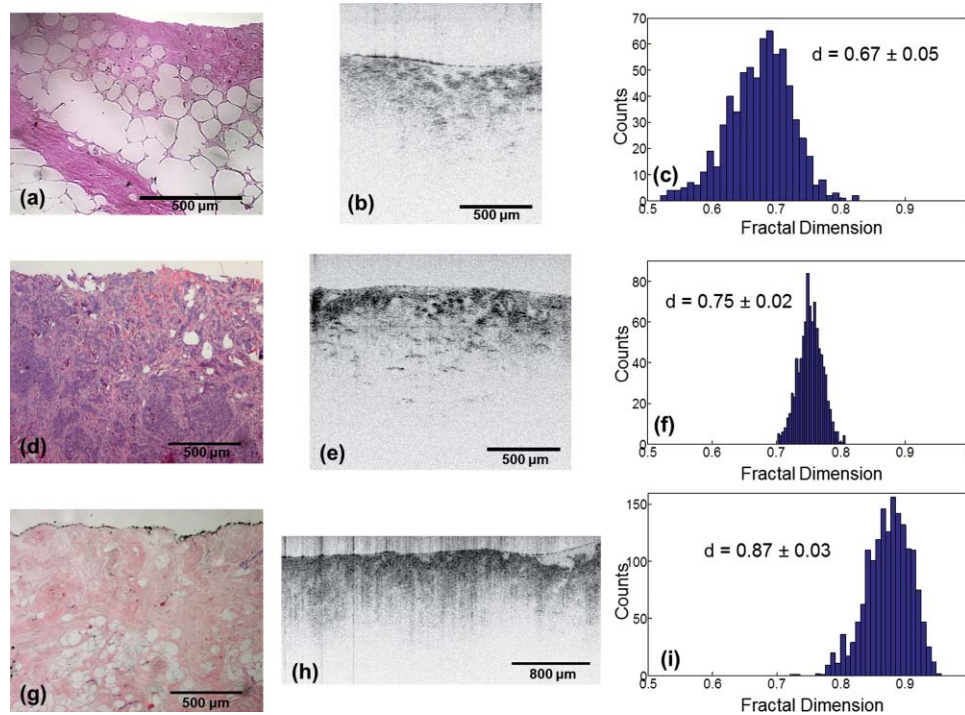 (a)
500 µm
(b)
500 µm
70
60
50
40
30
20
10
0
0.5
0.6
0.7
0.8
0.9
Counts
Fractal Dimension
d = 0.67 ± 0.05
(c)
(d)
500 µm
(e)
500 µm
80
60
40
20
0
0.5
0.6
0.7
0.8
0.9
Counts
Fractal Dimension
d = 0.75 ± 0.02
(f)
(g)
500 µm
(h)
800 µm
150
100
50
0
0.5
0.6
0.7
0.8
0.9
Counts
Fractal Dimension
d = 0.87 ± 0.03
(i)